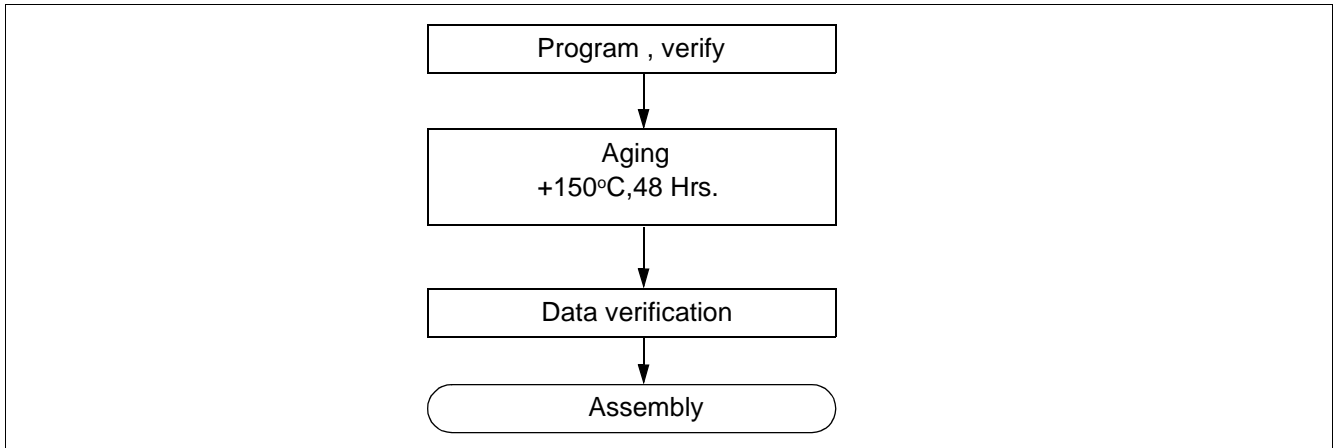 Program , verify
Aging
+150°C,48 Hrs.
Data verification
Assembly